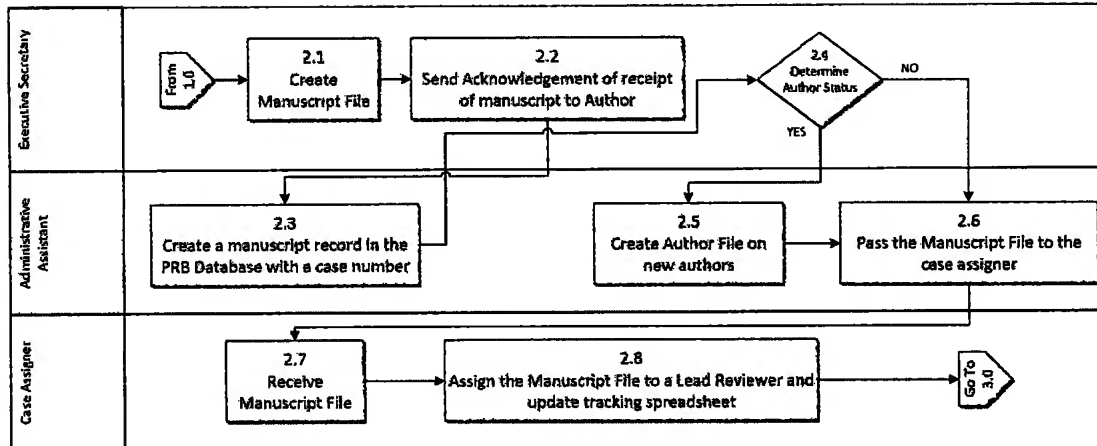 Executive Secretary
From
1.0
2.1
Create
Manuscript File
2.2
Send Acknowledgement of receipt
of manuscript to Author
2.4
Determine
Author Status
NO
YES
Administrative
Assistant
2.3
Create a manuscript record in the
PRB Database with a case number
2.5
Create Author File on
new authors
2.6
Pass the Manuscript File to the
case assigner
Case Assigner
2.7
Receive
Manuscript File
2.8
Assign the Manuscript File to a Lead Reviewer and
update tracking spreadsheet
Go To
3.0